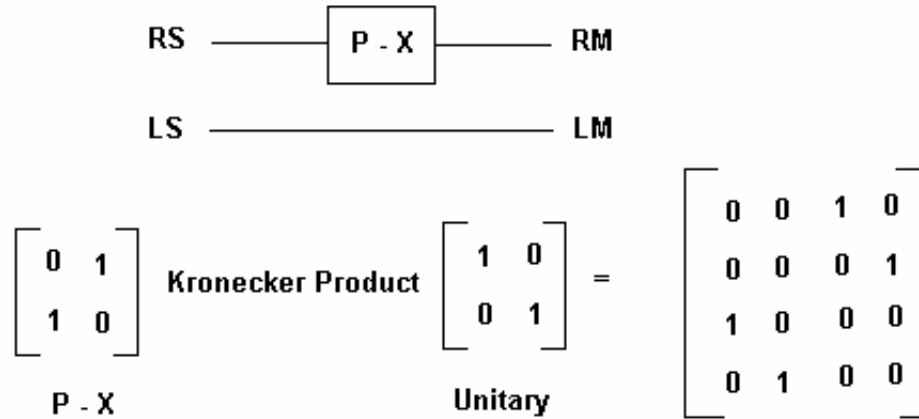 RS P - X RM
LS LM
0 1
1 0
Kronecker Product
1 0
0 1
=
0 0 1 0
0 0 0 1
1 0 0 0
0 1 0 0
P - X Unitary